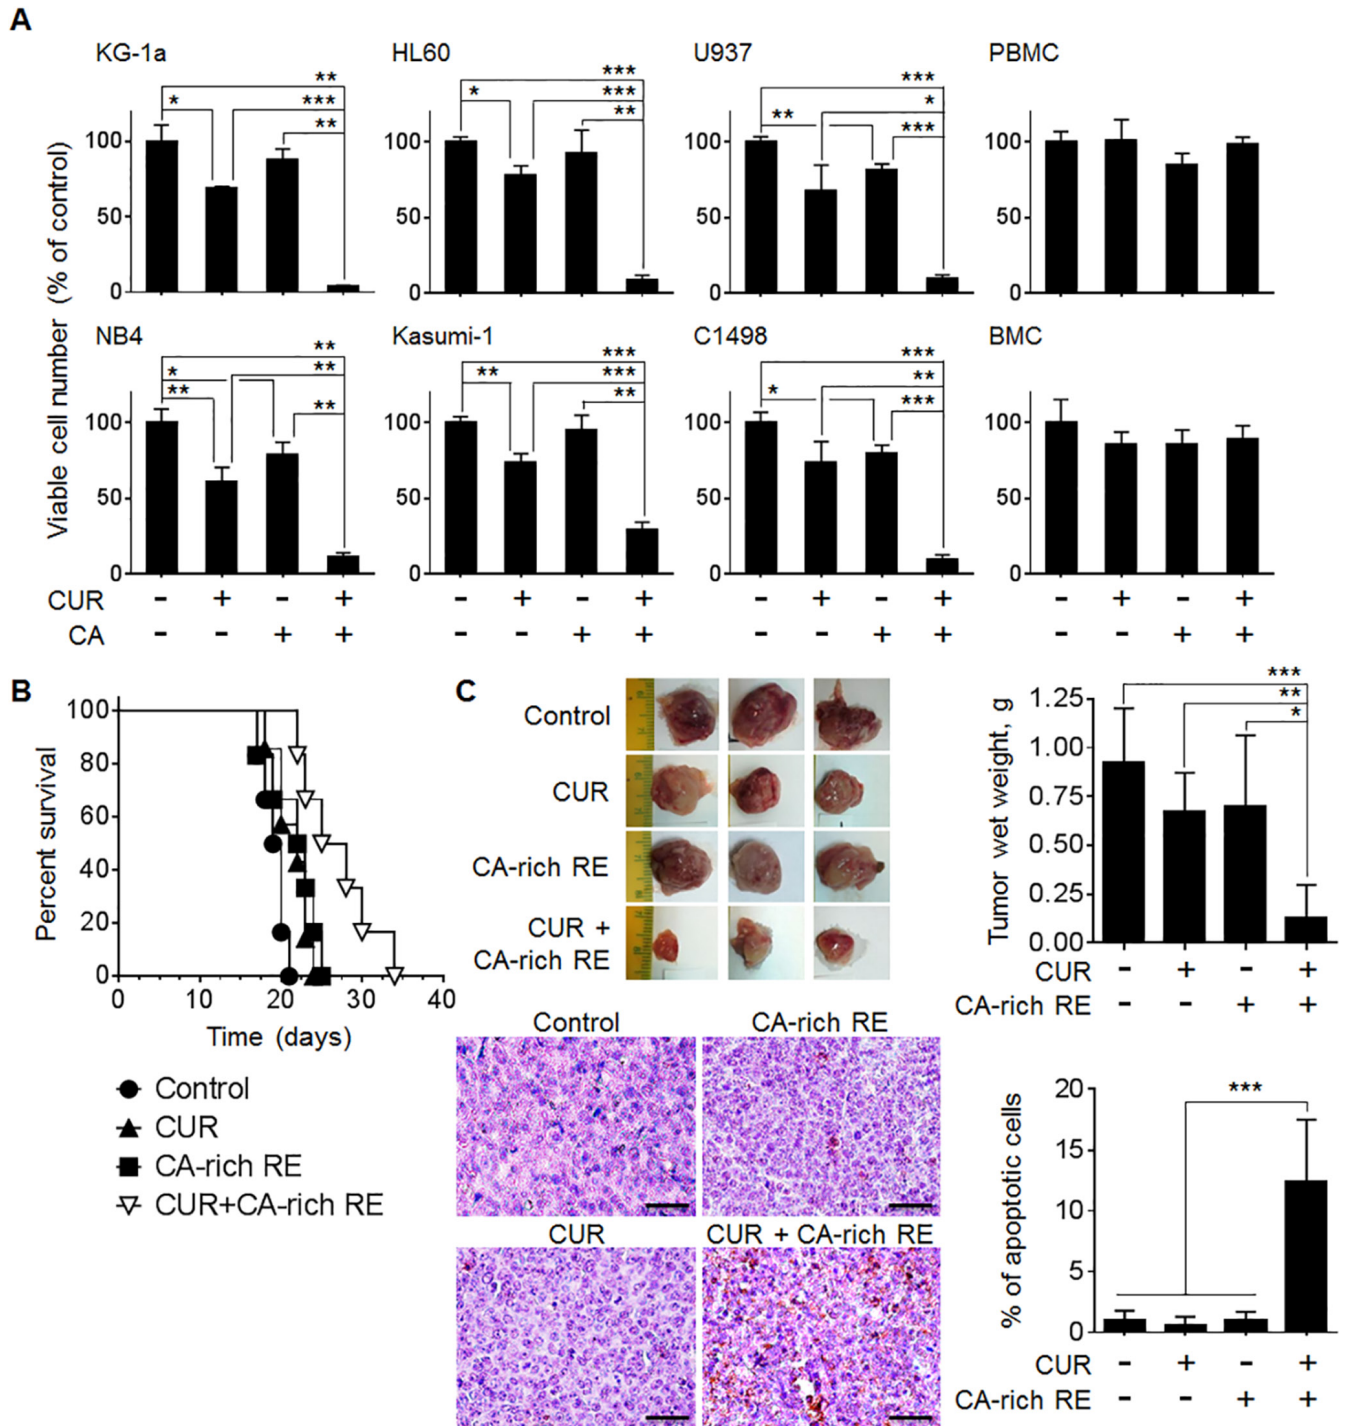 A
KG-1a HL60 U937 PBMC
Viable cell number (% of control)
** *** ***
* *** * *** *
** ** ** ***
100 100 100 100
50 50 50 50
0 0 0 0
NB4 Kasumi-1 C1498 BMC
** *** ***
* ** ** *** **
** ** ** * ***
100 100 100 100
50 50 50 50
0 0 0 0
CUR - + - + - + - + - + - + - + - +
CA - - + + - - + + - - + + - - + +
B
Percent survival
100
80
60
40
20
0
0 10 20 30 40
Time (days)
Control
CUR
CA-rich RE
CUR+CA-rich RE
C
Control
CUR
CA-rich RE
CUR +
CA-rich RE
Tumor wet weight, g
***
**
*
1.25
1.00
0.75
0.50
0.25
0.00
CUR - + - +
CA-rich RE - - + +
Control CA-rich RE
CUR CUR + CA-rich RE
% of apoptotic cells
***
20
15
10
5
0
CUR - + - +
CA-rich RE - - + +